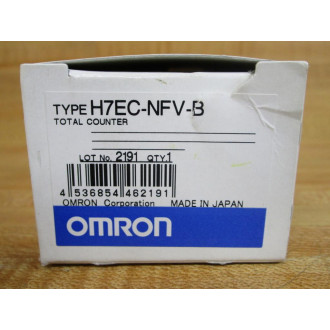 TYPE H7EC-NFV-B
TOTAL COUNTER
LOT No. 2191 QTY.1
4 536854 462191
OMRON Corporation MADE IN JAPAN
OMRON